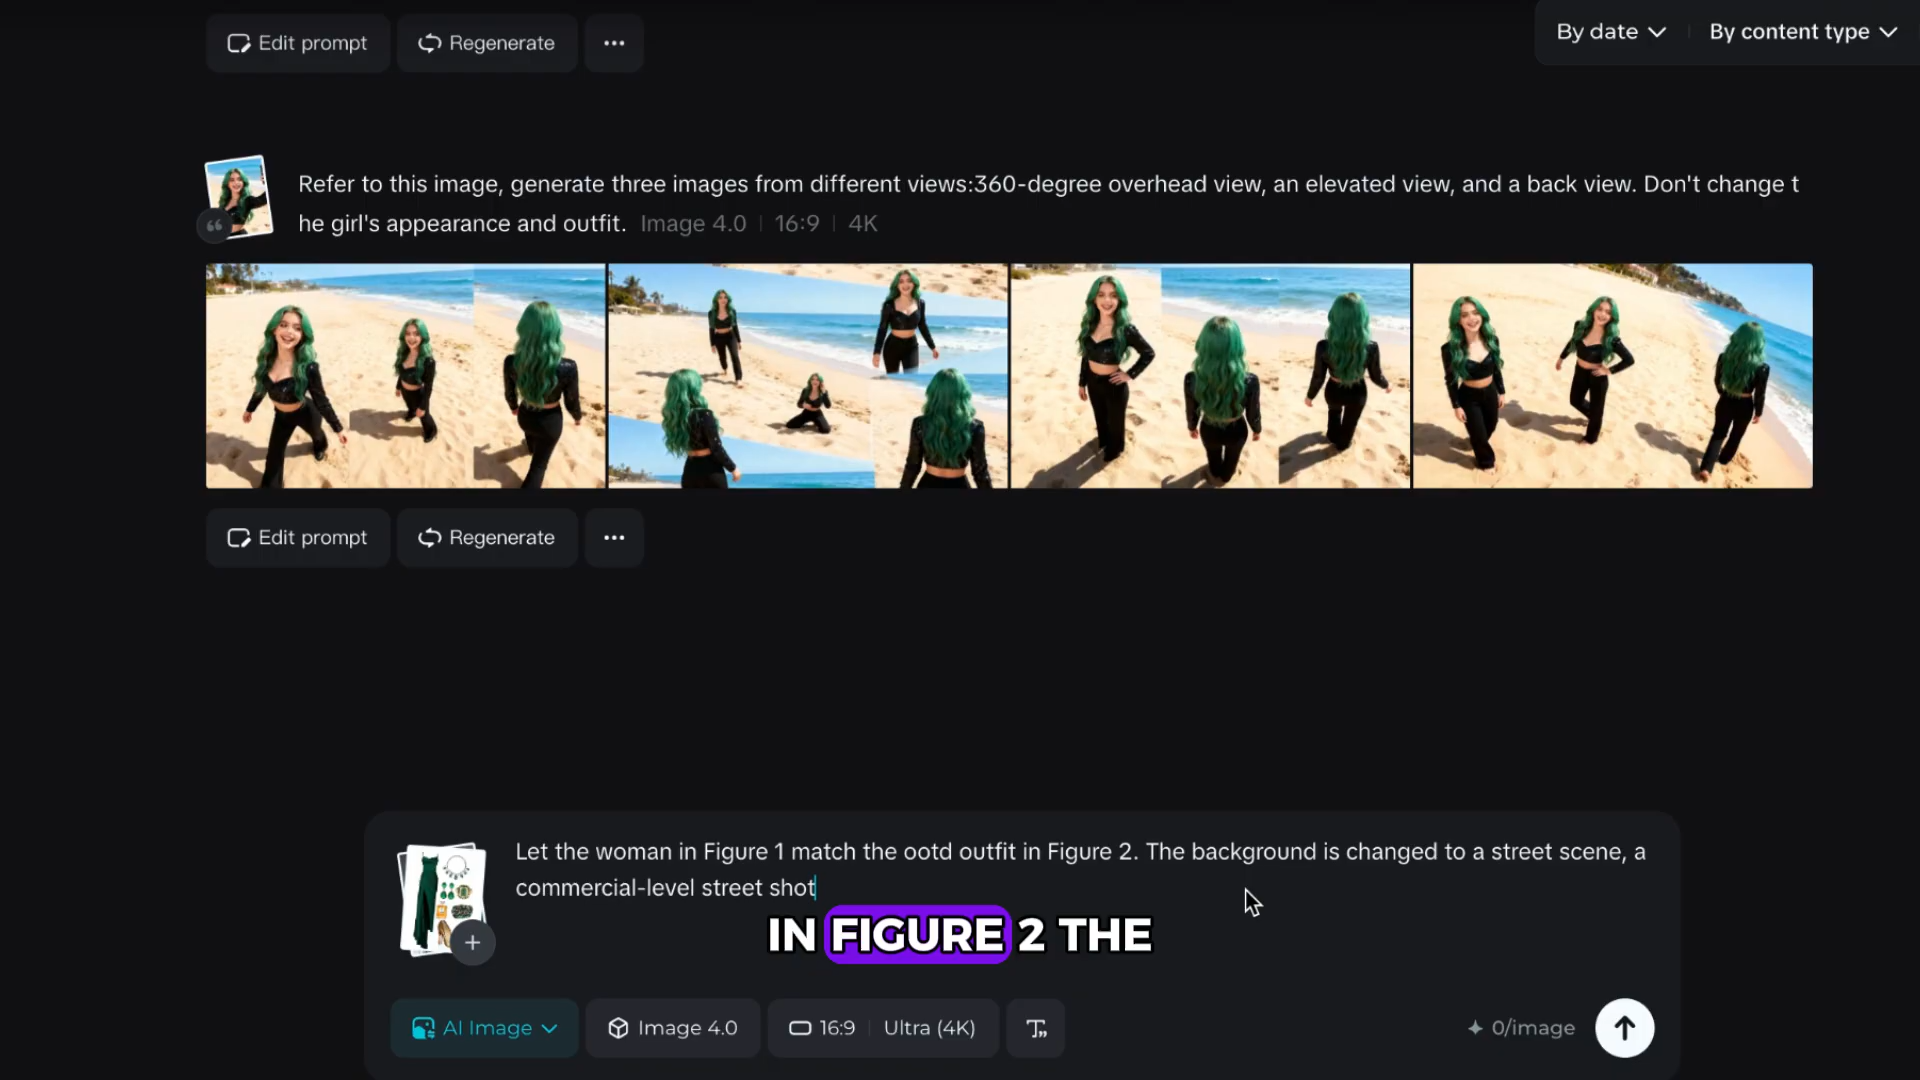 Edit prompt
Regenerate
By date
By content type
Refer to this image, generate three images from different views:360-degree overhead view, an elevated view, and a back view. Don't change t
he girl's appearance and outfit. Image 4.0 | 16:9 | 4K
Edit prompt
Regenerate
Let the woman in Figure 1 match the ootd outfit in Figure 2. The background is changed to a street scene, a
commercial-level street shot
IN FIGURE 2 THE
AI Image
Image 4.0
16:9
Ultra (4K)
0/image